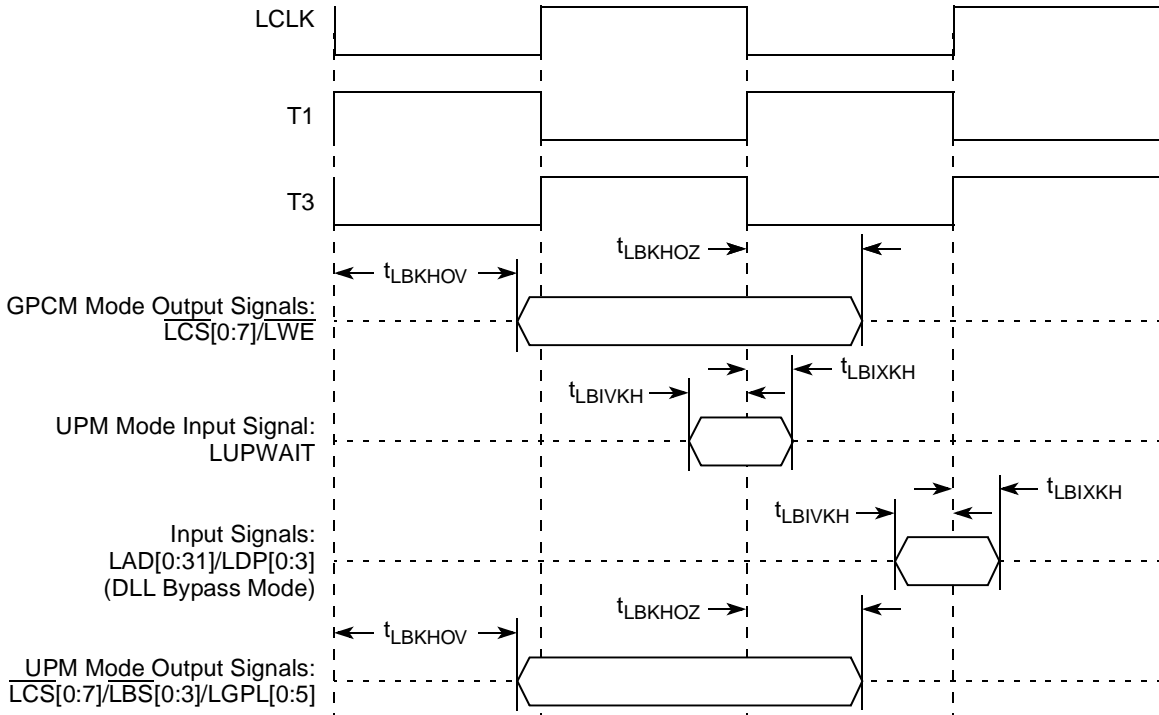 LCLK
T1
T3
tLBKHOZ
tLBKHOV
GPCM Mode Output Signals:
LCS[0:7]/LWE
tLBIXKH
tLBIVKH
UPM Mode Input Signal:
LUPWAIT
tLBIXKH
tLBIVKH
Input Signals:
LAD[0:31]/LDP[0:3]
(DLL Bypass Mode)
tLBKHOZ
tLBKHOV
UPM Mode Output Signals:
LCS[0:7]/LBS[0:3]/LGPL[0:5]